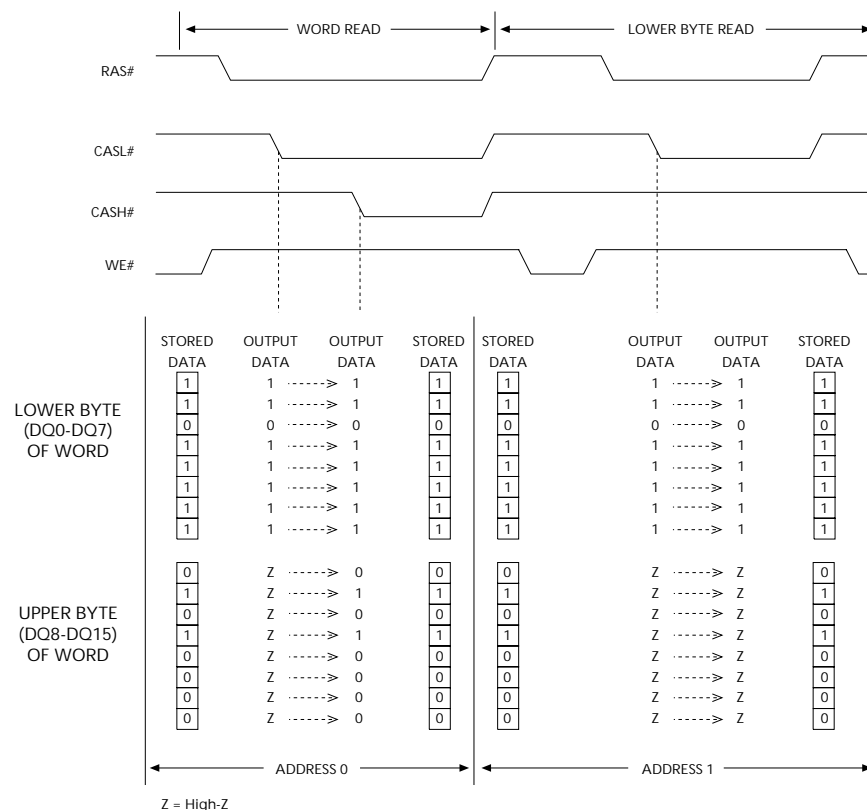 WORD READ LOWER BYTE READ
RAS#
CASL#
CASH#
WE#
STORED OUTPUT OUTPUT STORED STORED OUTPUT OUTPUT STORED
DATA DATA DATA DATA DATA DATA DATA DATA
LOWER BYTE
(DQ0-DQ7)
OF WORD
1 1 1 1 1 1 1 1
1 1 1 1 1 1 1 1
0 0 0 0 0 0 0 0
1 1 1 1 1 1 1 1
1 1 1 1 1 1 1 1
1 1 1 1 1 1 1 1
1 1 1 1 1 1 1 1
1 1 1 1 1 1 1 1
UPPER BYTE
(DQ8-DQ15)
OF WORD
0 Z 0 0 0 Z Z 0
1 Z 1 1 1 Z Z 1
0 Z 0 0 0 Z Z 0
1 Z 1 1 1 Z Z 1
0 Z 0 0 0 Z Z 0
0 Z 0 0 0 Z Z 0
0 Z 0 0 0 Z Z 0
0 Z 0 0 0 Z Z 0
ADDRESS 0 ADDRESS 1
Z = High-Z